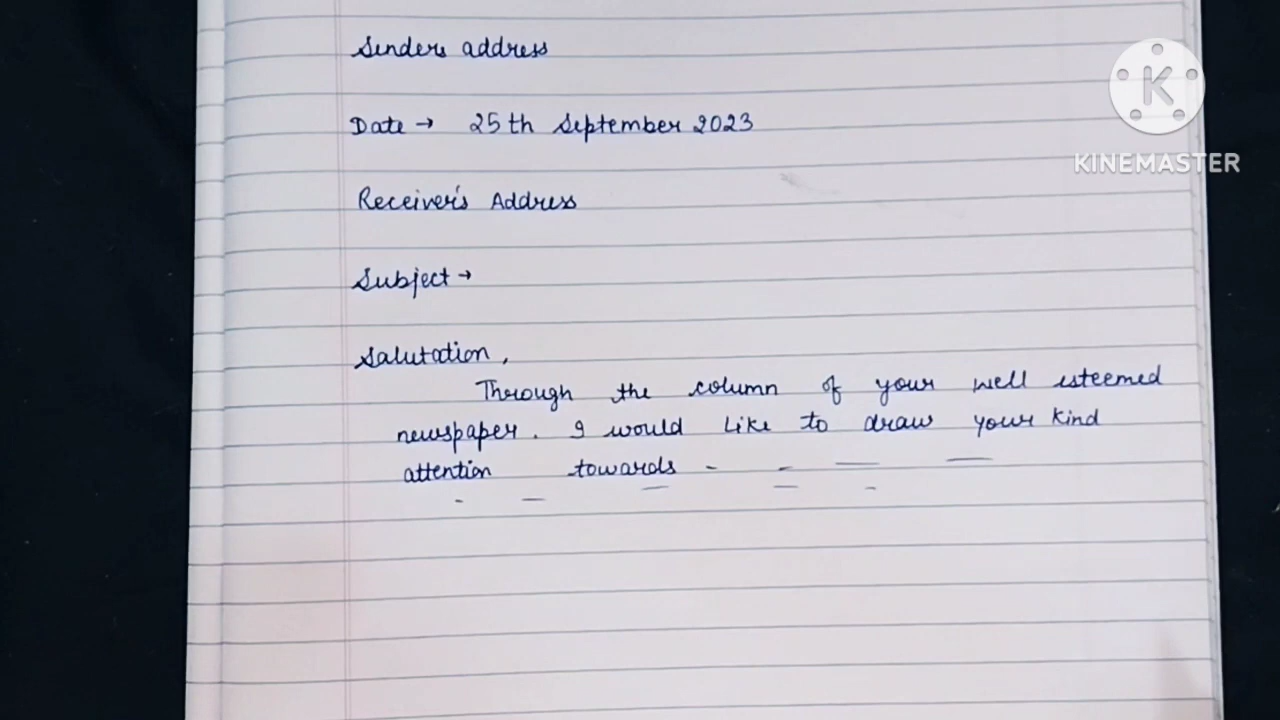 Senders address
Date → 25th September 2023
Receiver's Address
Subject →
Salutation,
Through the column of your well esteemed
newspaper. I would like to draw your kind
attention towards - - — —
- — — — -
K
KINEMASTER